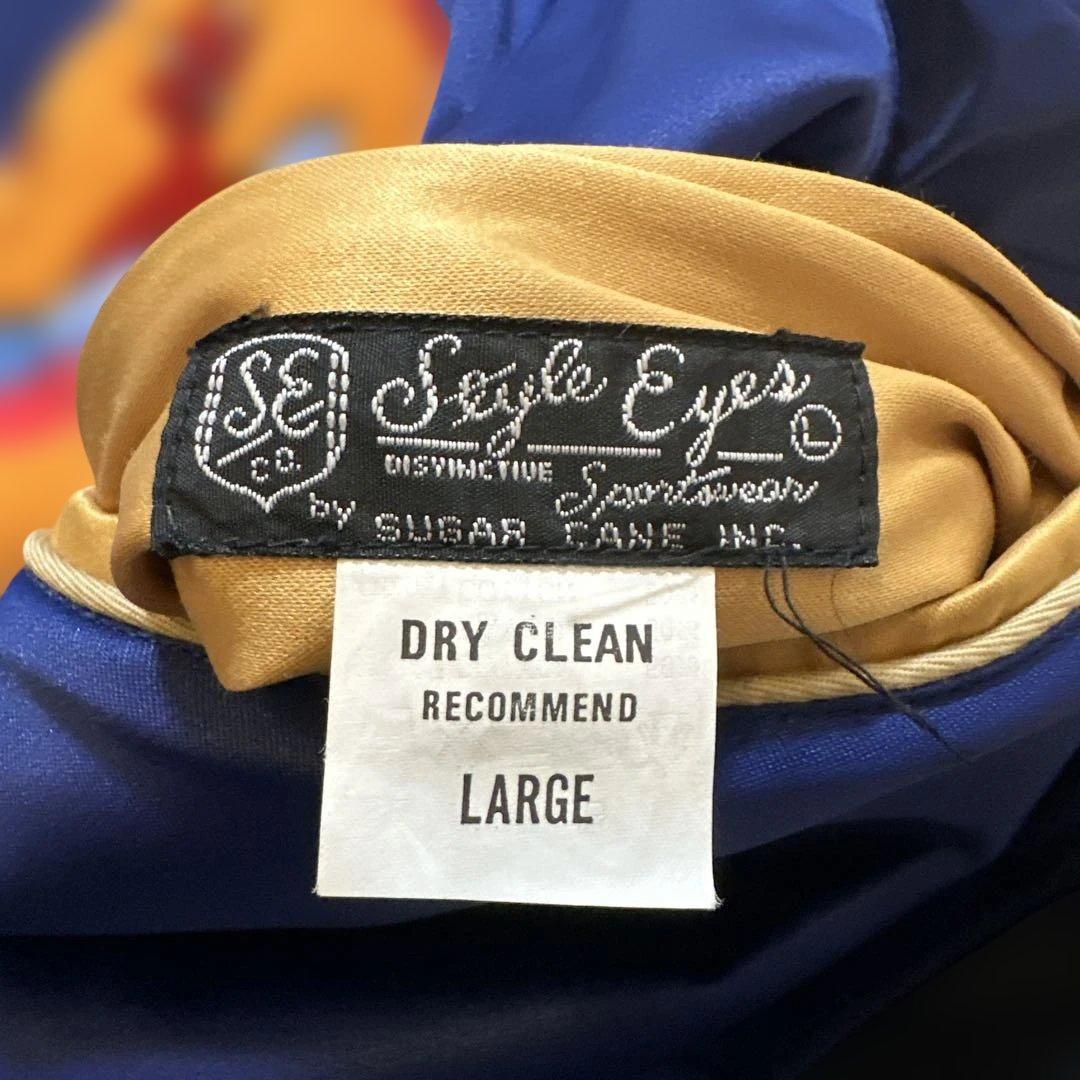 SE
CO.
Style Eyes
L
DISTINCTIVE Sportswear
by SUGAR CANE INC.
DRY CLEAN
RECOMMEND
LARGE